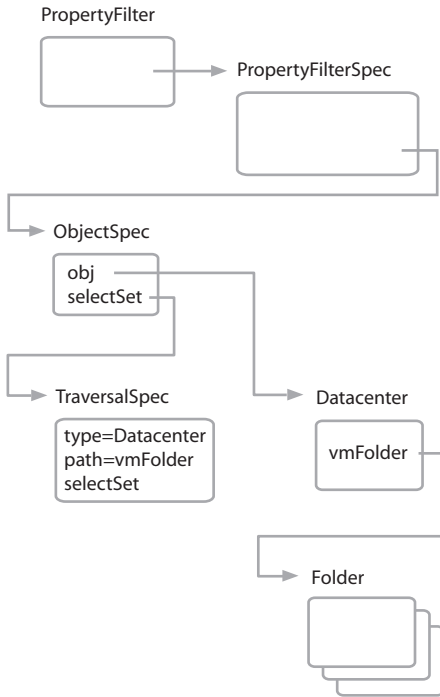 PropertyFilter
PropertyFilterSpec
ObjectSpec
obj
selectSet
TraversalSpec
type=Datacenter
path=vmFolder
selectSet
Datacenter
vmFolder
Folder